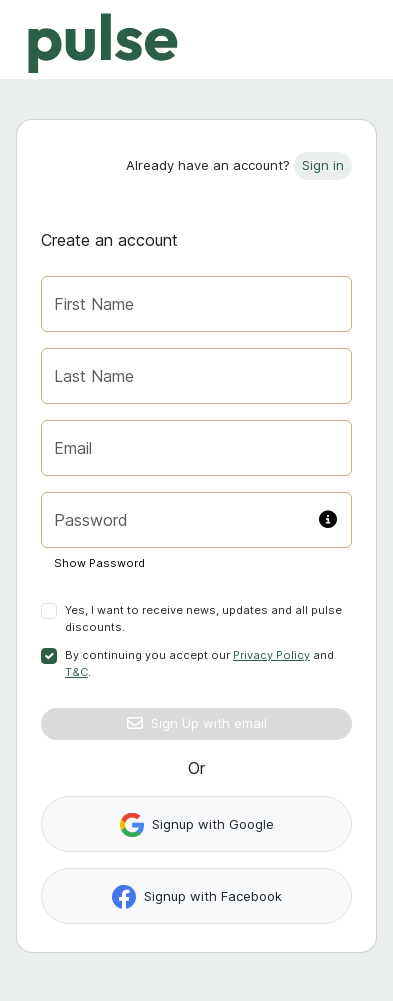 pulse
Already have an account? Sign in
Create an account
First Name
Last Name
Email
Password
Show Password
Yes, I want to receive news, updates and all pulse
discounts.
By continuing you accept our Privacy Policy and
T&C.
Sign Up with email
Or
Signup with Google
Signup with Facebook